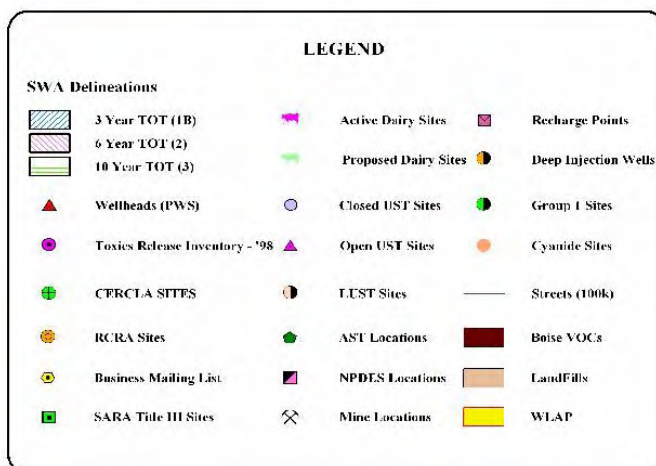 LEGEND
SWA Delineations
3 Year TOT (1B)
6 Year TOT (2)
10 Year TOT (3)
Wellheads (PWS)
Toxics Release Inventory - '98
CERCLA SITES
RCRA Sites
Business Mailing List
SARA Title III Sites
Active Dairy Sites
Proposed Dairy Sites
Closed UST Sites
Open UST Sites
LUST Sites
AST Locations
NPDES Locations
Mine Locations
Recharge Points
Deep Injection Wells
Group 1 Sites
Cyanide Sites
Streets (100k)
Boise VOCs
LandFills
WLAP